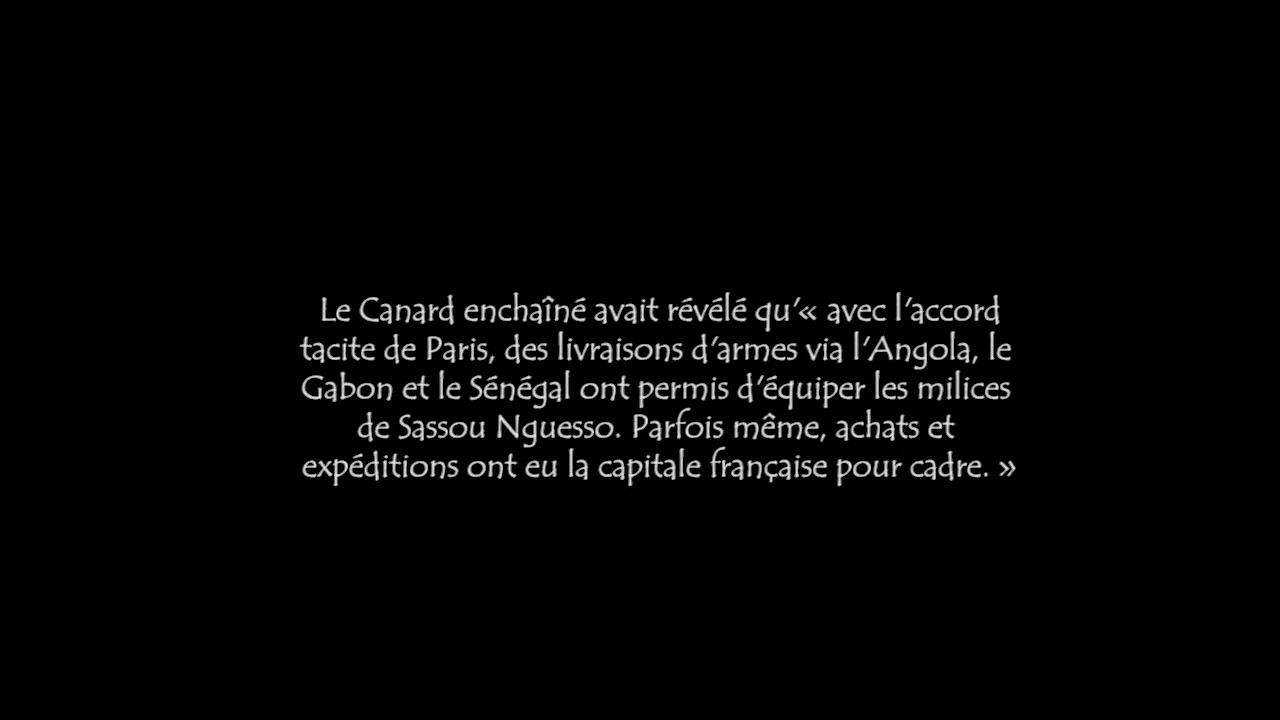 Le Canard enchaîné avait révélé qu'« avec l'accord
tacite de Paris, des livraisons d'armes via l'Angola, le
Gabon et le Sénégal ont permis d'équiper les milices
de Sassou Nguesso. Parfois même, achats et
expéditions ont eu la capitale française pour cadre. »